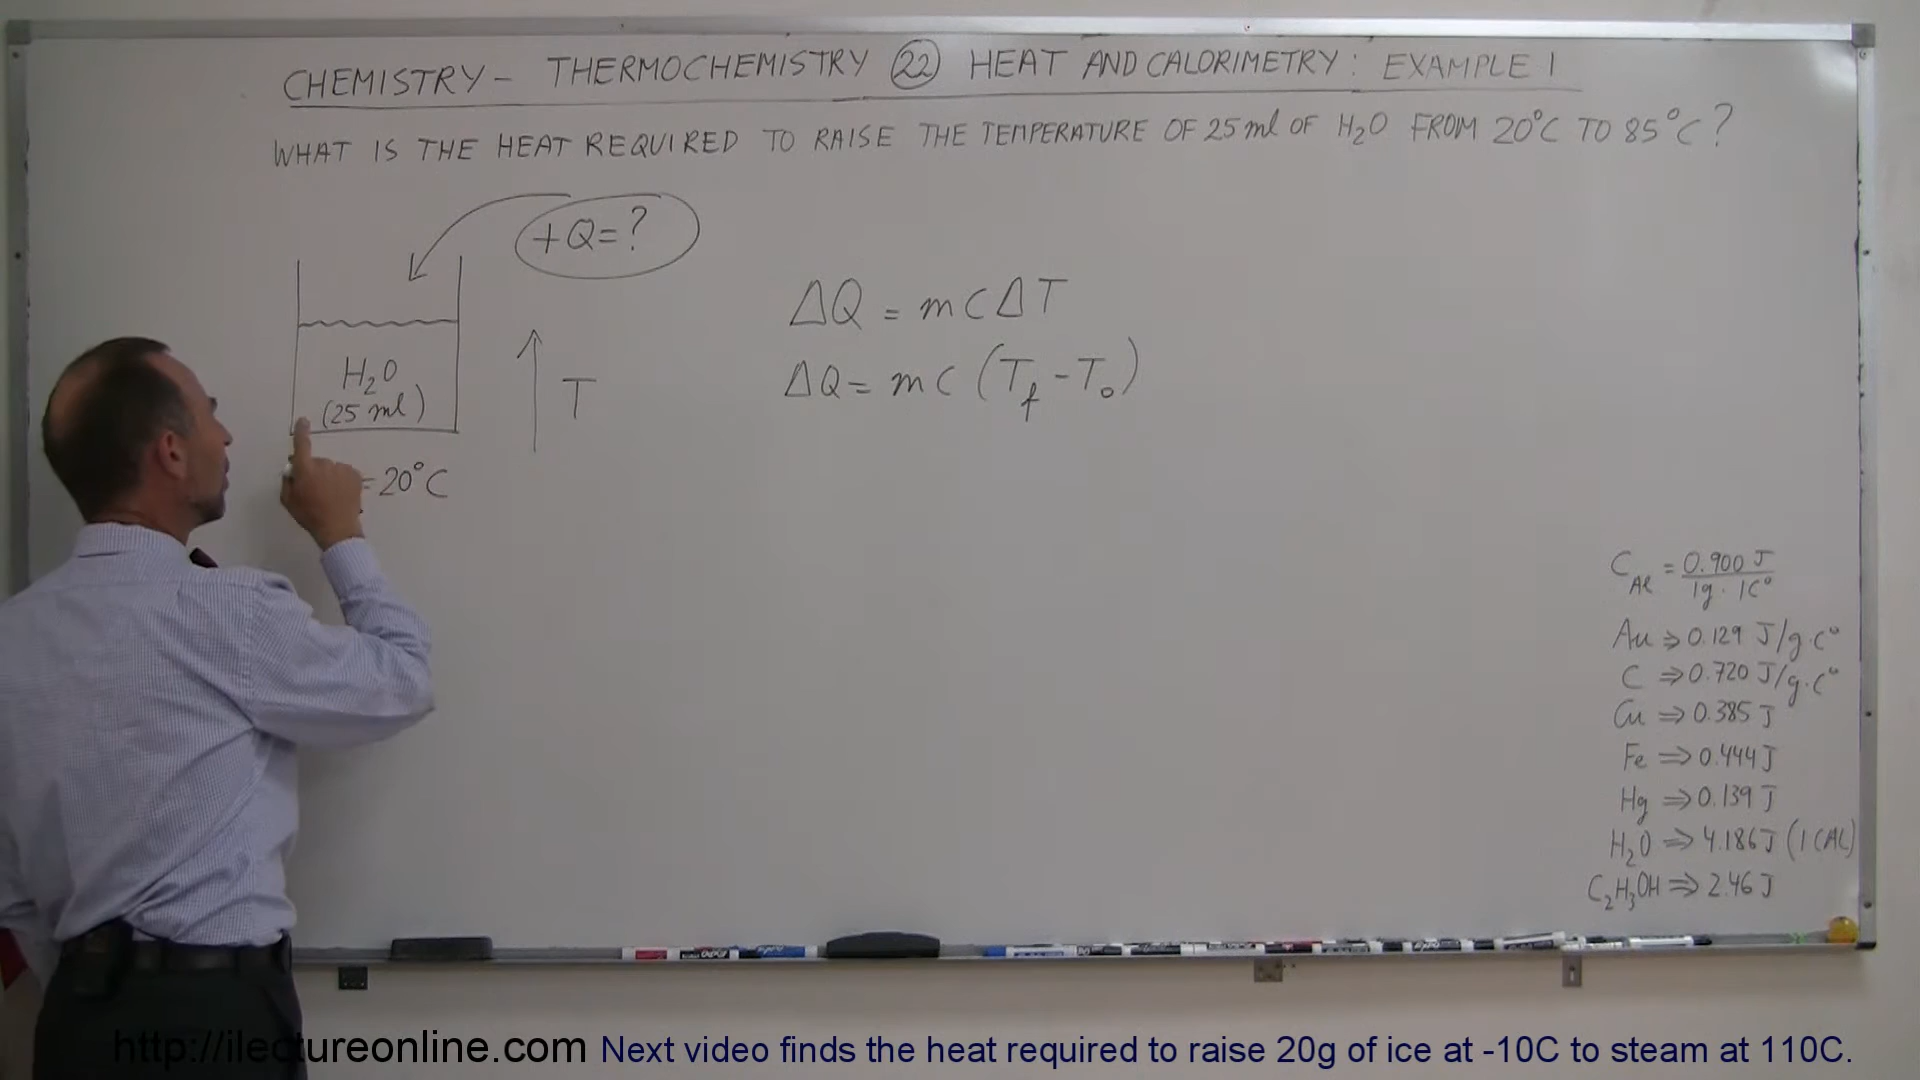 CHEMISTRY - THERMOCHEMISTRY 22 HEAT AND CALORIMETRY: EXAMPLE 1
WHAT IS THE HEAT REQUIRED TO RAISE THE TEMPERATURE OF 25 ml OF H₂O FROM 20°C TO 85°C?
+Q=?
H₂O
(25 ml)
T
=20°C
ΔQ = mCΔT
ΔQ = mC (T_f - T₀)
C_Al = 0.900 J / 1g · 1C°
Au ⇒ 0.129 J/g·C°
C ⇒ 0.720 J/g·C°
Cu ⇒ 0.385 J
Fe ⇒ 0.444 J
Hg ⇒ 0.139 J
H₂O ⇒ 4.186 J (1 CAL)
C₂H₃OH ⇒ 2.46 J
http://ilectureonline.com Next video finds the heat required to raise 20g of ice at -10C to steam at 110C.